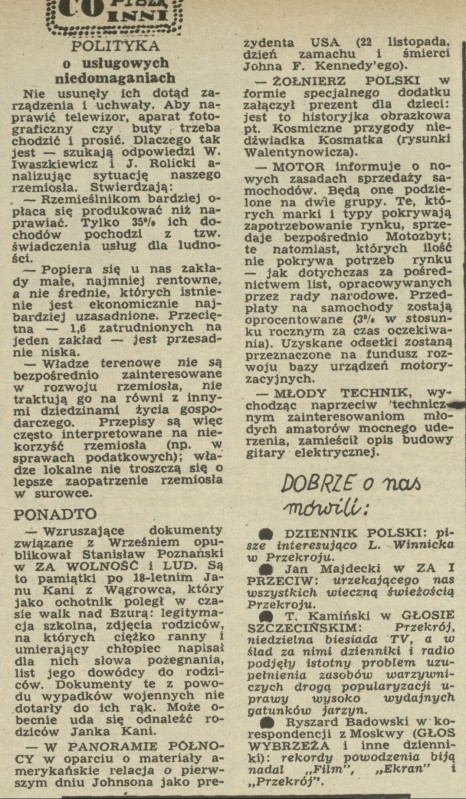 CO PISZĄ
INNI
POLITYKA
o usługowych
niedomaganiach
Nie usunęły ich dotąd za-
rządzenia i uchwały. Aby na-
prawić telewizor, aparat foto-
graficzny czy buty trzeba
chodzić i prosić. Dlaczego tak
jest — szukają odpowiedzi W.
Iwaszkiewicz i J. Rolicki a-
nalizując sytuację naszego
rzemiosła. Stwierdzają:
— Rzemieślnikom bardziej o-
płaca się produkować niż na-
prawiać. Tylko 35% ich do-
chodów pochodzi z tzw.
świadczenia usług dla ludno-
ści.
— Popiera się u nas zakła-
dy małe, najmniej rentowne,
a nie średnie, których istnie-
nie jest ekonomicznie naj-
bardziej uzasadnione. Przecię-
tna — 1,6 zatrudnionych na
jeden zakład — jest przesad-
nie niska.
— Władze terenowe nie są
bezpośrednio zainteresowane
w rozwoju rzemiosła, nie
traktują go na równi z inny-
mi dziedzinami życia gospo-
darczego. Przepisy są więc
często interpretowane na nie-
korzyść rzemiosła (np. w
sprawach podatkowych); wła-
dze lokalne nie troszczą się o
lepsze zaopatrzenie rzemiosła
w surowce.
PONADTO
— Wzruszające dokumenty
związane z Wrześniem opu-
blikował Stanisław Poznański
w ZA WOLNOŚĆ i LUD. Są
to pamiątki po 18-letnim Ja-
nu Kani z Wągrowca, który
jako ochotnik poległ w cza-
sie walk nad Bzurą: legityma-
cja szkolna, zdjęcia rodziców,
na których ciężko ranny i
umierający chłopiec napisał
dla nich słowa pożegnania,
list jego dowódcy do rodzi-
ców. Dokumenty te z powo-
du wypadków wojennych nie
dotarły do ich rąk. Może o-
becnie uda się odnaleźć ro-
dziców Janka Kani.
— W PANORAMIE PÓŁNO-
CY w oparciu o materiały a-
merykańskie relacja o pierw-
szym dniu Johnsona jako pre-
zydenta USA (22 listopada,
dzień zamachu i śmierci
Johna F. Kennedy'ego).
— ŻOŁNIERZ POLSKI w
formie specjalnego dodatku
załączył prezent dla dzieci:
jest to historyjka obrazkowa
pt. Kosmiczne przygody nie-
dźwiadka Kosmatka (rysunki
Walentynowicza).
— MOTOR informuje o no-
wych zasadach sprzedaży sa-
mochodów. Będą one podzie-
lone na dwie grupy. Te, któ-
rych marki i typy pokrywają
zapotrzebowanie rynku, sprze-
daje bezpośrednio Motozbyt;
te natomiast, których ilość
nie pokrywa potrzeb rynku
— jak dotychczas za pośred-
nictwem list, opracowywanych
przez rady narodowe. Przed-
płaty na samochody zostają
oprocentowane (3% w stosun-
ku rocznym za czas oczekiwa-
nia). Uzyskane odsetki zostaną
przeznaczone na fundusz roz-
woju bazy urządzeń motory-
zacyjnych.
— MŁODY TECHNIK, wy-
chodząc naprzeciw technicz-
nym zainteresowaniom mło-
dych amatorów mocnego ude-
rzenia, zamieścił opis budowy
gitary elektrycznej.
DOBRZE o nas
mówili:
● DZIENNIK POLSKI: pi-
sze interesująco L. Winnicka
w Przekroju.
● Jan Majdecki w ZA I
PRZECIW: urzekającego nas
wszystkich wieczną świeżością
Przekroju.
● T. Kamiński w GŁOSIE
SZCZECIŃSKIM: Przekrój,
niedzielna biesiada TV, a w
ślad za nimi dzienniki i radio
podjęły istotny problem uzu-
pełnienia zasobów warzywni-
czych drogą popularyzacji u-
prawy wysoko wydajnych
gatunków jarzyn.
● Ryszard Badowski w ko-
respondencji z Moskwy (GŁOS
WYBRZEŻA i inne dzienni-
ki): rekordy powodzenia biją
nadal „Film", „Ekran" i
„Przekrój".